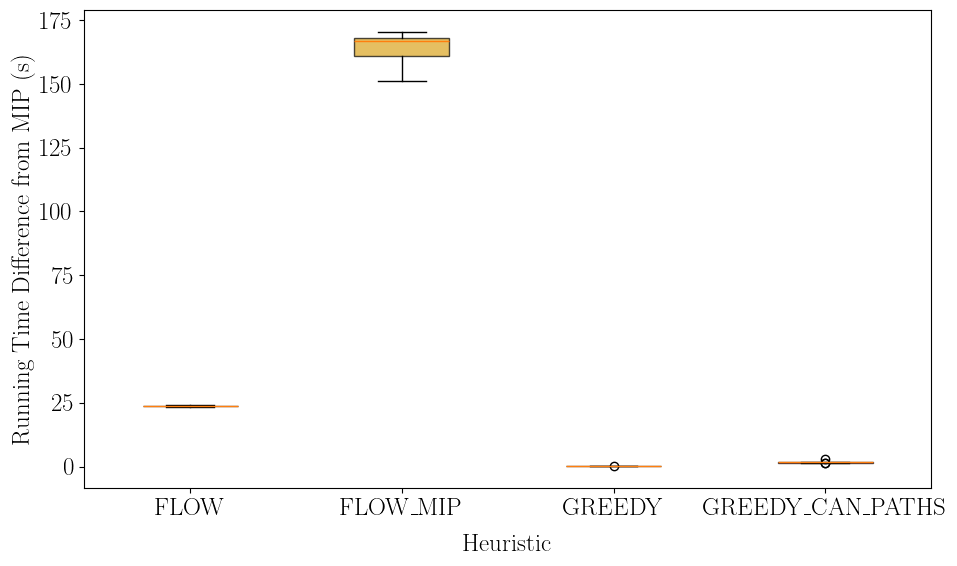 Running Time Difference from MIP (s)
175
150
125
100
75
50
25
0
FLOW
FLOW_MIP
GREEDY
GREEDY_CAN_PATHS
Heuristic